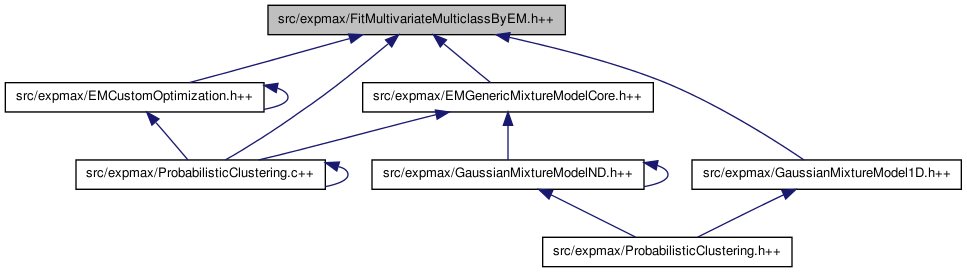 src/expmax/FitMultivariateMulticlassByEM.h++
src/expmax/EMCustomOptimization.h++
src/expmax/EMGenericMixtureModelCore.h++
src/expmax/ProbabilisticClustering.c++
src/expmax/GaussianMixtureModelND.h++
src/expmax/GaussianMixtureModel1D.h++
src/expmax/ProbabilisticClustering.h++